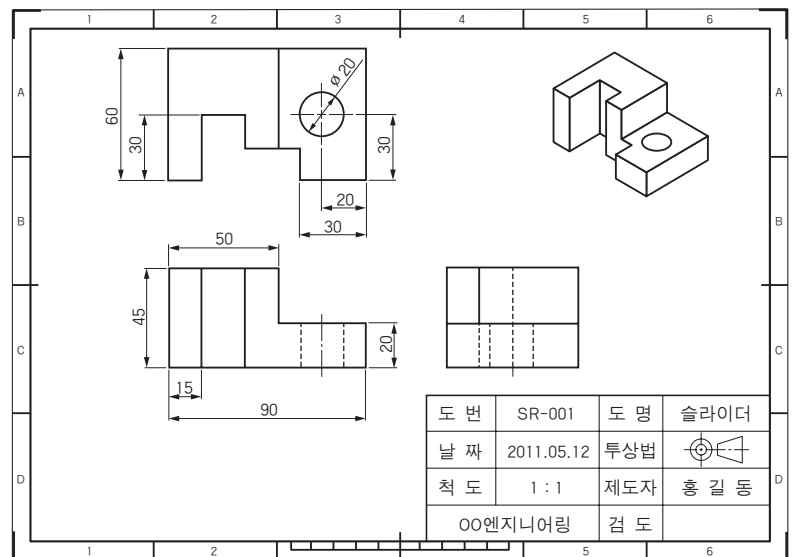 1 2 3 4 5 6
A A
60
30
ø 20
30
20
30
B B
50
45
20
15
90
C C
도 번 SR-001 도 명 슬라이더
날 짜 2011.05.12 투상법
척 도 1 : 1 제도자 홍 길 동
OO엔지니어링 검 도
D D
1 2 5 6